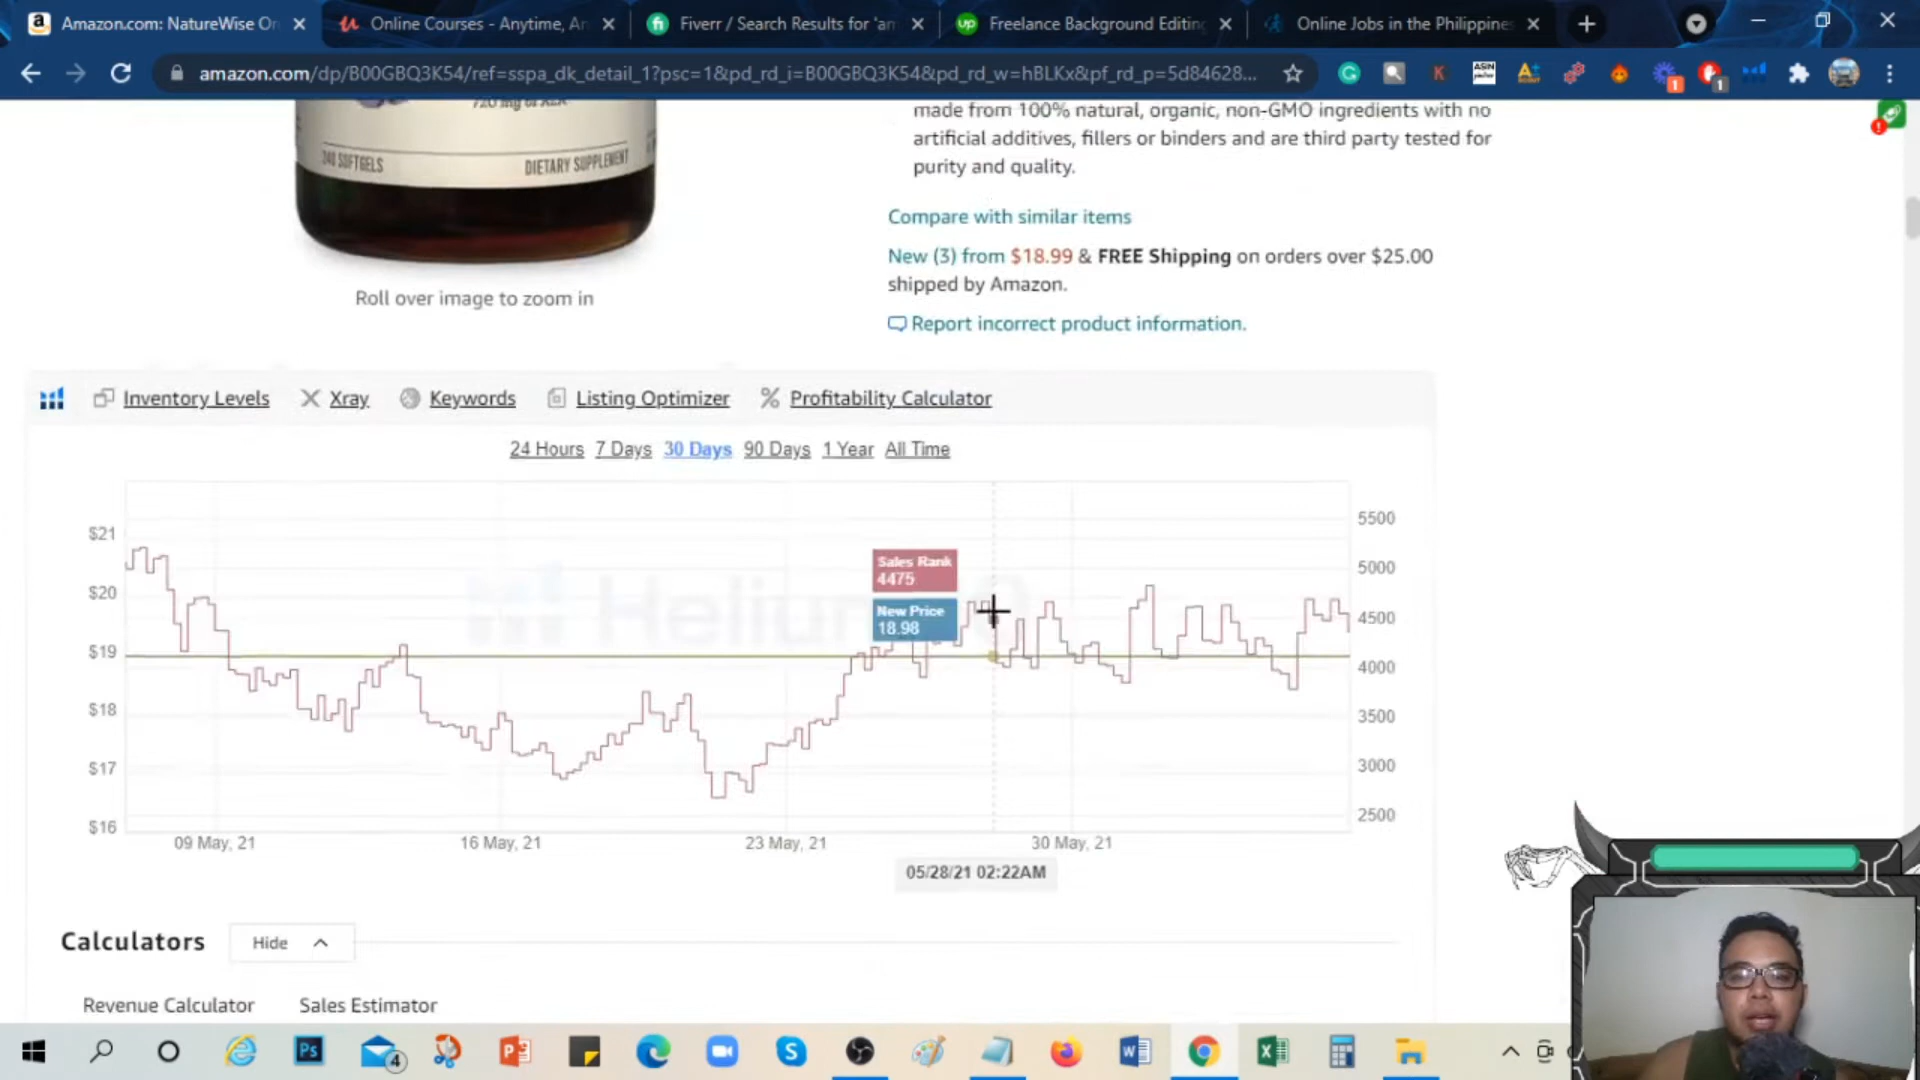 Amazon.com: NatureWise Or
Online Courses - Anytime, An
Fiverr / Search Results for 'an
Freelance Background Editing
Online Jobs in the Philippines
amazon.com/dp/B00GBQ3K54/ref=sspa_dk_detail_1?psc=1&pd_rd_i=B00GBQ3K54&pd_rd_w=hBLKx&pf_rd_p=5d84628...
made from 100% natural, organic, non-GMO ingredients with no
artificial additives, fillers or binders and are third party tested for
purity and quality.
240 SOFTGELS
DIETARY SUPPLEMENT
Compare with similar items
New (3) from $18.99 & FREE Shipping on orders over $25.00
shipped by Amazon.
Roll over image to zoom in
Report incorrect product information.
Inventory Levels
Xray
Keywords
Listing Optimizer
Profitability Calculator
24 Hours 7 Days 30 Days 90 Days 1 Year All Time
$21
$20
$19
$18
$17
$16
5500
5000
4500
4000
3500
3000
2500
Sales Rank
4475
New Price
18.98
Helium
09 May, 21
16 May, 21
23 May, 21
30 May, 21
05/28/21 02:22AM
Calculators
Hide
Revenue Calculator
Sales Estimator
Ps
4